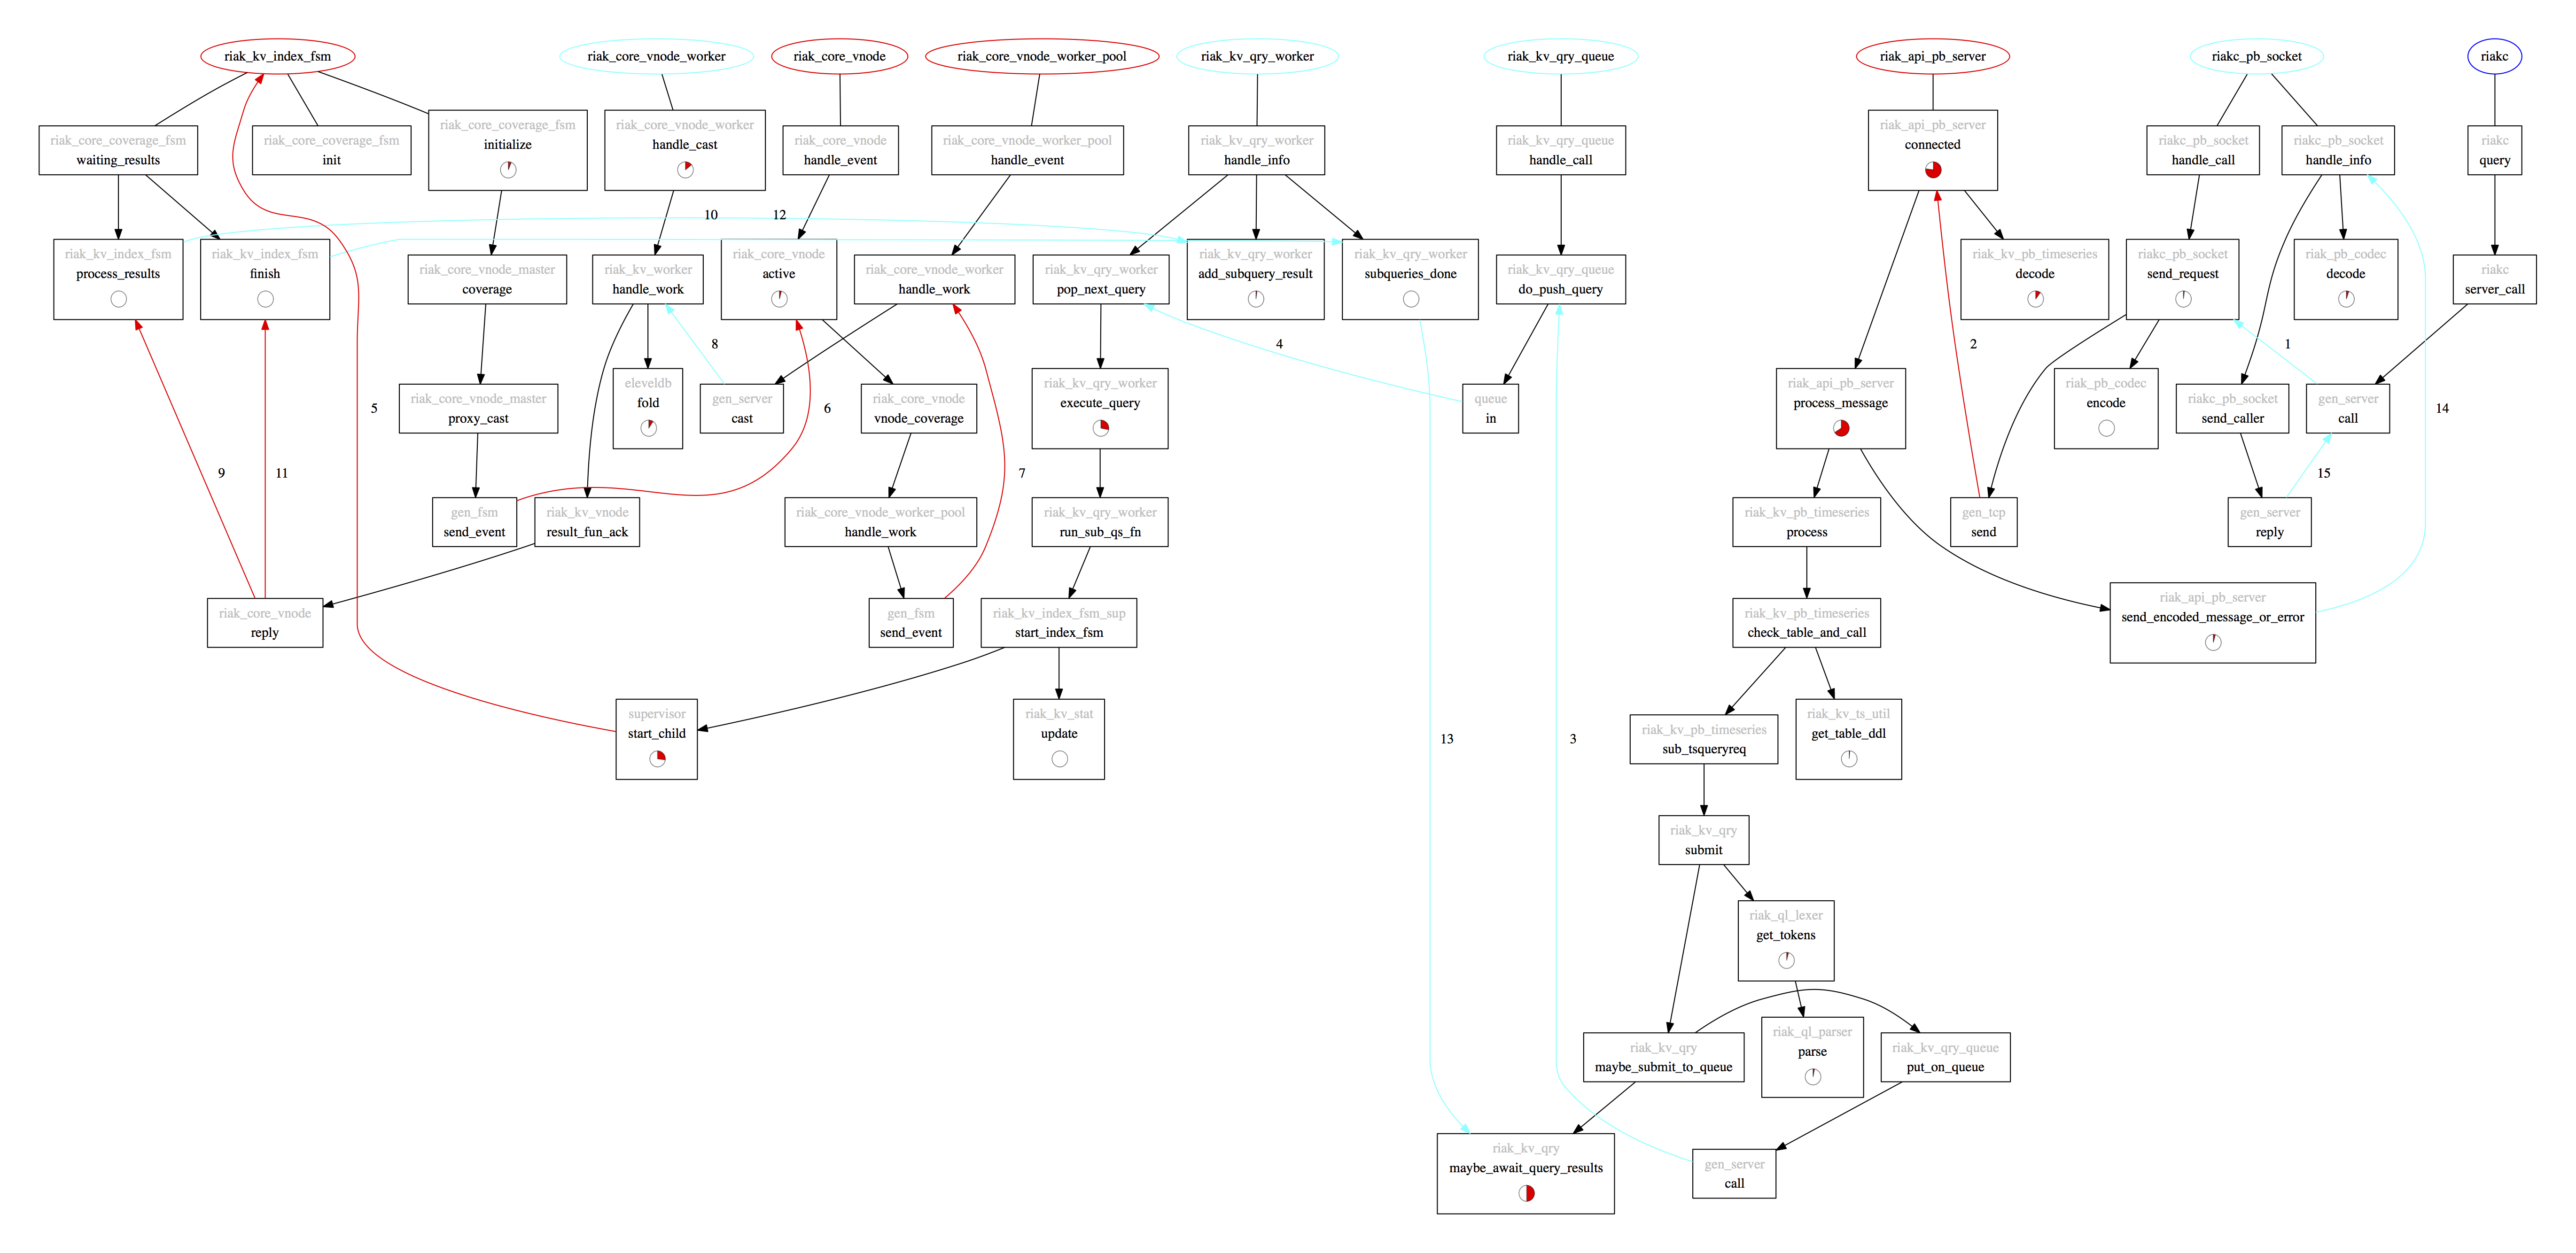 riak_kv_index_fsm
riak_core_vnode_worker
riak_core_vnode
riak_core_vnode_worker_pool
riak_kv_qry_worker
riak_kv_qry_queue
riak_api_pb_server
riakc_pb_socket
riakc
riak_core_coverage_fsm
waiting_results
riak_core_coverage_fsm
init
riak_core_coverage_fsm
initialize
riak_core_vnode_worker
handle_cast
riak_core_vnode
handle_event
riak_core_vnode_worker_pool
handle_event
riak_kv_qry_worker
handle_info
riak_kv_qry_queue
handle_call
riak_api_pb_server
connected
riakc_pb_socket
handle_call
riakc_pb_socket
handle_info
riakc
query
10
12
riak_kv_index_fsm
process_results
riak_kv_index_fsm
finish
riak_core_vnode_master
coverage
riak_kv_worker
handle_work
riak_core_vnode
active
riak_core_vnode_worker
handle_work
riak_kv_qry_worker
pop_next_query
riak_kv_qry_worker
add_subquery_result
riak_kv_qry_worker
subqueries_done
riak_kv_qry_queue
do_push_query
riak_kv_pb_timeseries
decode
riakc_pb_socket
send_request
riak_pb_codec
decode
riakc
server_call
8
4
2
1
5
riak_core_vnode_master
proxy_cast
eleveldb
fold
gen_server
cast
6
riak_core_vnode
vnode_coverage
riak_kv_qry_worker
execute_query
queue
in
riak_api_pb_server
process_message
riak_pb_codec
encode
riakc_pb_socket
send_caller
gen_server
call
14
9
11
7
15
gen_fsm
send_event
riak_kv_vnode
result_fun_ack
riak_core_vnode_worker_pool
handle_work
riak_kv_qry_worker
run_sub_qs_fn
riak_kv_pb_timeseries
process
gen_tcp
send
gen_server
reply
riak_core_vnode
reply
gen_fsm
send_event
riak_kv_index_fsm_sup
start_index_fsm
riak_kv_pb_timeseries
check_table_and_call
riak_api_pb_server
send_encoded_message_or_error
supervisor
start_child
riak_kv_stat
update
13
3
riak_kv_pb_timeseries
sub_tsqueryreq
riak_kv_ts_util
get_table_ddl
riak_kv_qry
submit
riak_ql_lexer
get_tokens
riak_kv_qry
maybe_submit_to_queue
riak_ql_parser
parse
riak_kv_qry_queue
put_on_queue
riak_kv_qry
maybe_await_query_results
gen_server
call